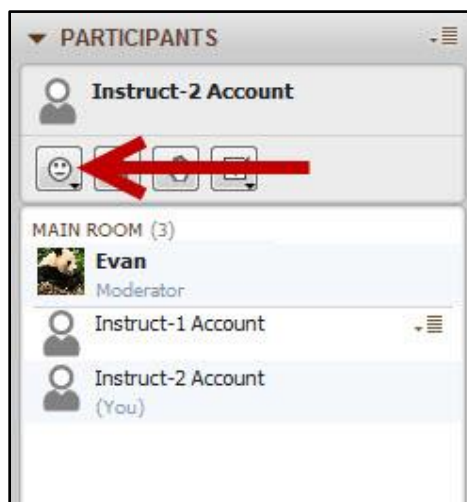 PARTICIPANTS
Instruct-2 Account
MAIN ROOM (3)
Evan
Moderator
Instruct-1 Account
Instruct-2 Account
(You)